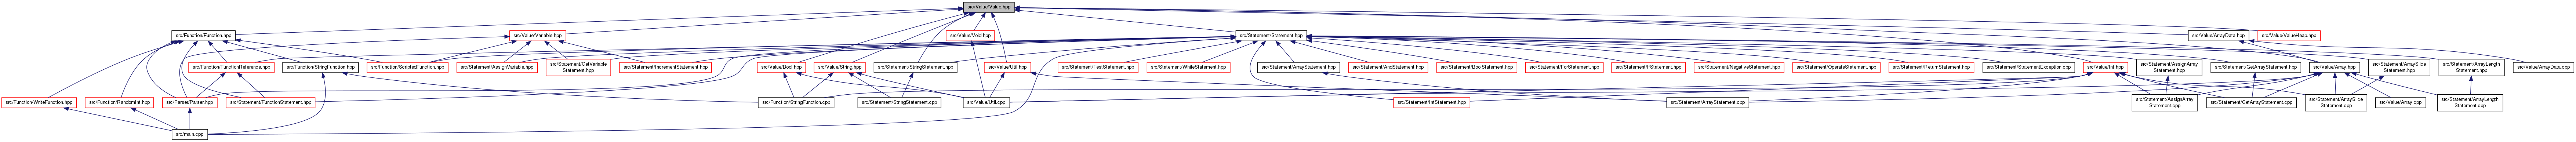 src/Value/Value.hpp
src/Function/Function.hpp
src/Value/Variable.hpp
src/Value/Void.hpp
src/Statement/Statement.hpp
src/Value/ArrayData.hpp
src/Value/ValueHeap.hpp
src/Function/FunctionReference.hpp
src/Function/StringFunction.hpp
src/Function/ScriptedFunction.hpp
src/Statement/AssignVariable.hpp
src/Statement/GetVariable
Statement.hpp
src/Statement/IncrementStatement.hpp
src/Value/Bool.hpp
src/Value/String.hpp
src/Statement/StringStatement.hpp
src/Value/Util.hpp
src/Statement/TestStatement.hpp
src/Statement/WhileStatement.hpp
src/Statement/ArrayStatement.hpp
src/Statement/AndStatement.hpp
src/Statement/BoolStatement.hpp
src/Statement/ForStatement.hpp
src/Statement/IfStatement.hpp
src/Statement/NegativeStatement.hpp
src/Statement/OperateStatement.hpp
src/Statement/ReturnStatement.hpp
src/Statement/StatementException.cpp
src/Value/Int.hpp
src/Statement/AssignArray
Statement.hpp
src/Statement/GetArrayStatement.hpp
src/Value/Array.hpp
src/Statement/ArraySlice
Statement.hpp
src/Statement/ArrayLength
Statement.hpp
src/Value/ArrayData.cpp
src/Function/WriteFunction.hpp
src/Function/RandomInt.hpp
src/Parser/Parser.hpp
src/Statement/FunctionStatement.hpp
src/Function/StringFunction.cpp
src/Statement/StringStatement.cpp
src/Value/Util.cpp
src/Statement/IntStatement.hpp
src/Statement/ArrayStatement.cpp
src/Statement/AssignArray
Statement.cpp
src/Statement/GetArrayStatement.cpp
src/Statement/ArraySlice
Statement.cpp
src/Value/Array.cpp
src/Statement/ArrayLength
Statement.cpp
src/main.cpp